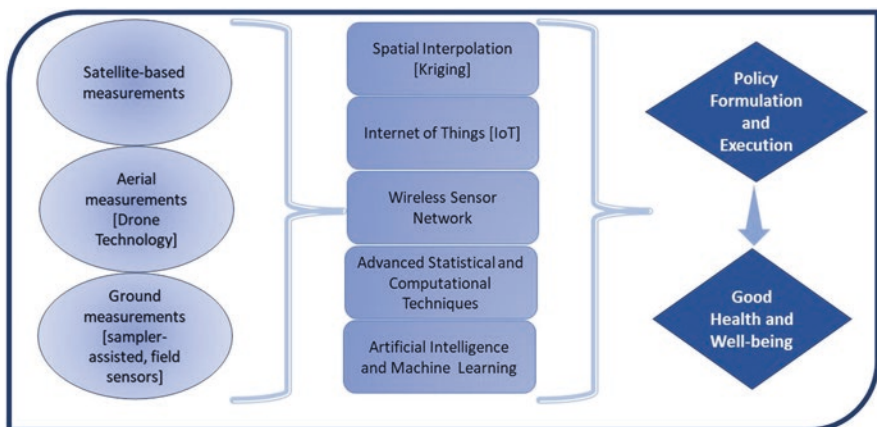 Satellite-based
measurements
Aerial
measurements
[Drone
Technology]
Ground
measurements
[sampler-
assisted, field
sensors]
Spatial Interpolation
[Kriging]
Internet of Things [IoT]
Wireless Sensor
Network
Advanced Statistical and
Computational
Techniques
Artificial Intelligence
and Machine Learning
Policy
Formulation
and
Execution
Good
Health and
Well-being